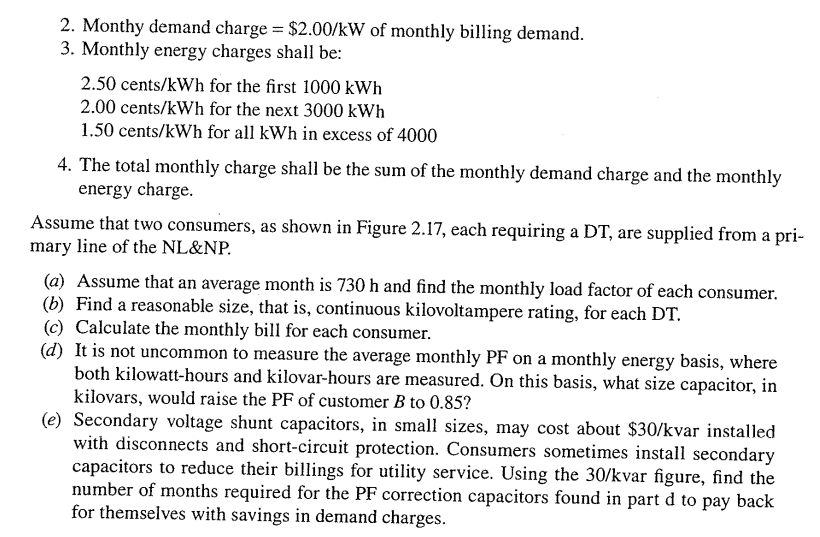 2. Monthy demand charge = $2.00/kW of monthly billing demand.
3. Monthly energy charges shall be:
2.50 cents/kWh for the first 1000 kWh
2.00 cents/kWh for the next 3000 kWh
1.50 cents/kWh for all kWh in excess of 4000
4. The total monthly charge shall be the sum of the monthly demand charge and the monthly
energy charge.
Assume that two consumers, as shown in Figure 2.17, each requiring a DT, are supplied from a pri-
mary line of the NL&NP.
(a) Assume that an average month is 730 h and find the monthly load factor of each consumer.
(b) Find a reasonable size, that is, continuous kilovoltampere rating, for each DT.
(c) Calculate the monthly bill for each consumer.
(d) It is not uncommon to measure the average monthly PF on a monthly energy basis, where
both kilowatt-hours and kilovar-hours are measured. On this basis, what size capacitor, in
kilovars, would raise the PF of customer B to 0.85?
(e) Secondary voltage shunt capacitors, in small sizes, may cost about $30/kvar installed
with disconnects and short-circuit protection. Consumers sometimes install secondary
capacitors to reduce their billings for utility service. Using the 30/kvar figure, find the
number of months required for the PF correction capacitors found in part d to pay back
for themselves with savings in demand charges.